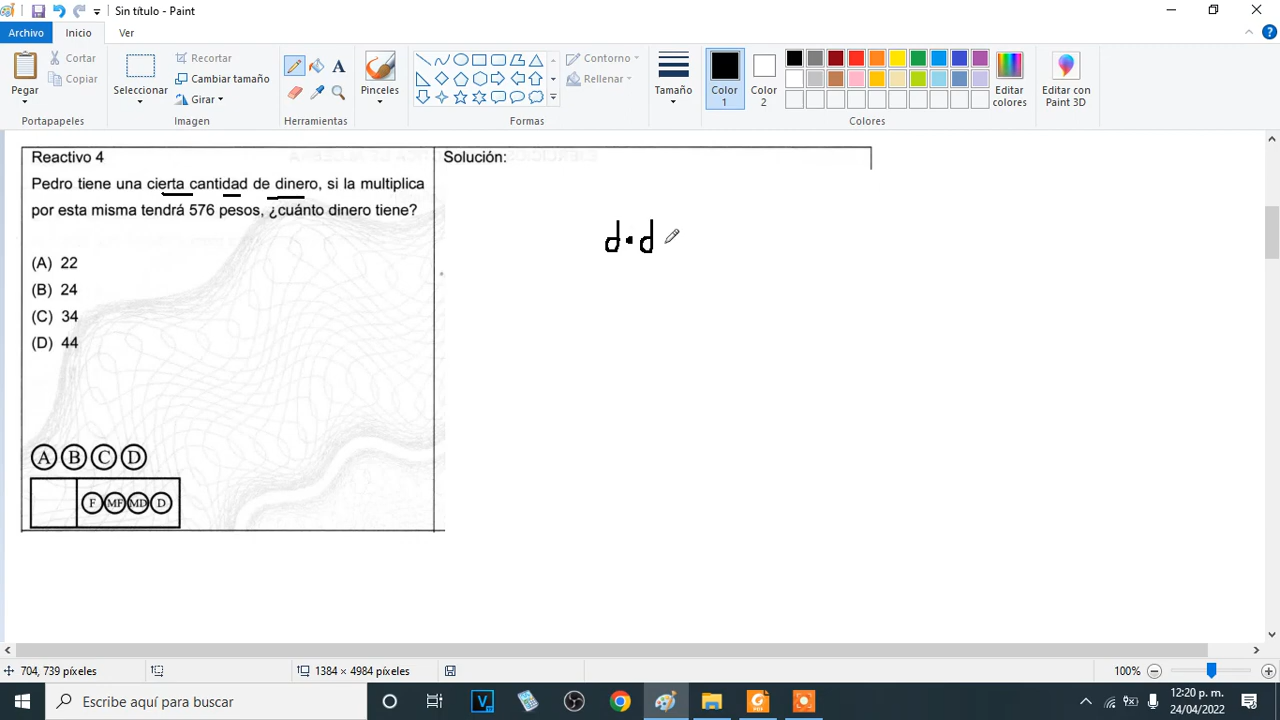 Sin título - Paint
Archivo Inicio Ver
Pegar
Cortar
Copiar
Portapapeles
Seleccionar
Recortar
Cambiar tamaño
Girar
Imagen
A
Herramientas
Pinceles
Contorno
Rellenar
Formas
Tamaño
Color 1
Color 2
Editar colores
Colores
Editar con Paint 3D
Reactivo 4
Pedro tiene una cierta cantidad de dinero, si la multiplica
por esta misma tendrá 576 pesos, ¿cuánto dinero tiene?
(A) 22
(B) 24
(C) 34
(D) 44
A B C D
F MF MD D
Solución:
d·d
704, 739 píxeles
1384 × 4984 píxeles
100%
Escribe aquí para buscar
12:20 p. m.
24/04/2022